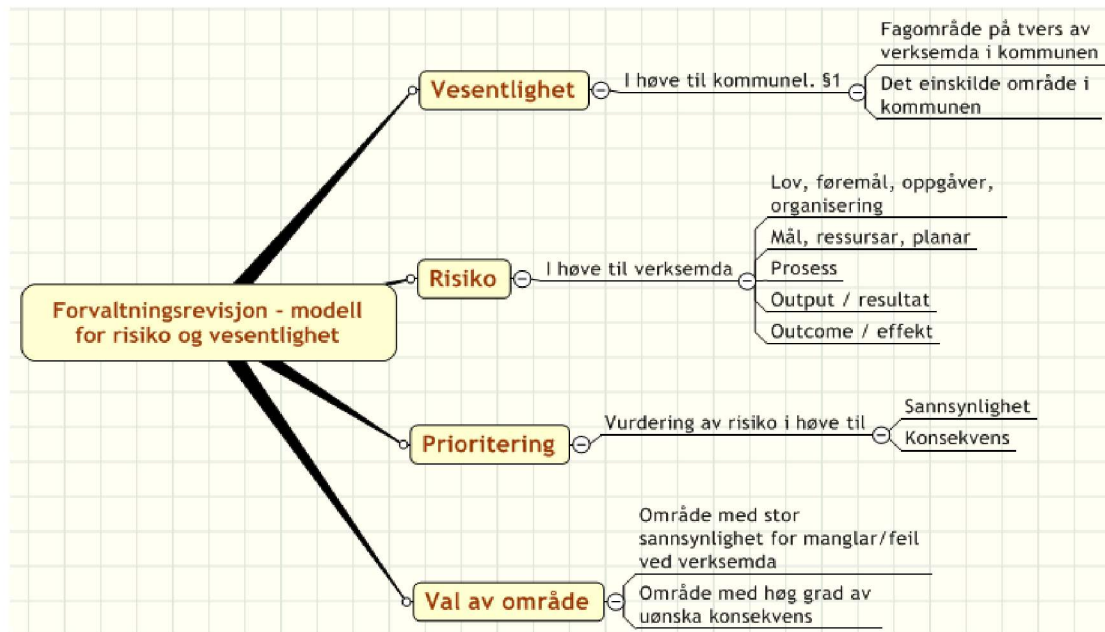 Fagområde på tvers av
verksemda i kommunen
Vesentlighet
I høve til kommunel. §1
Det einskilde område i
kommunen
Lov, føremål, oppgåver,
organisering
Mål, ressursar, planar
Risiko
I høve til verksemda
Prosess
Output / resultat
Outcome / effekt
Forvaltningsrevisjon - modell
for risiko og vesentlighet
Prioritering
Vurdering av risiko i høve til
Sannsynlighet
Konsekvens
Område med stor
sannsynlighet for manglar/feil
ved verksemda
Val av område
Område med høg grad av
uønska konsekvens